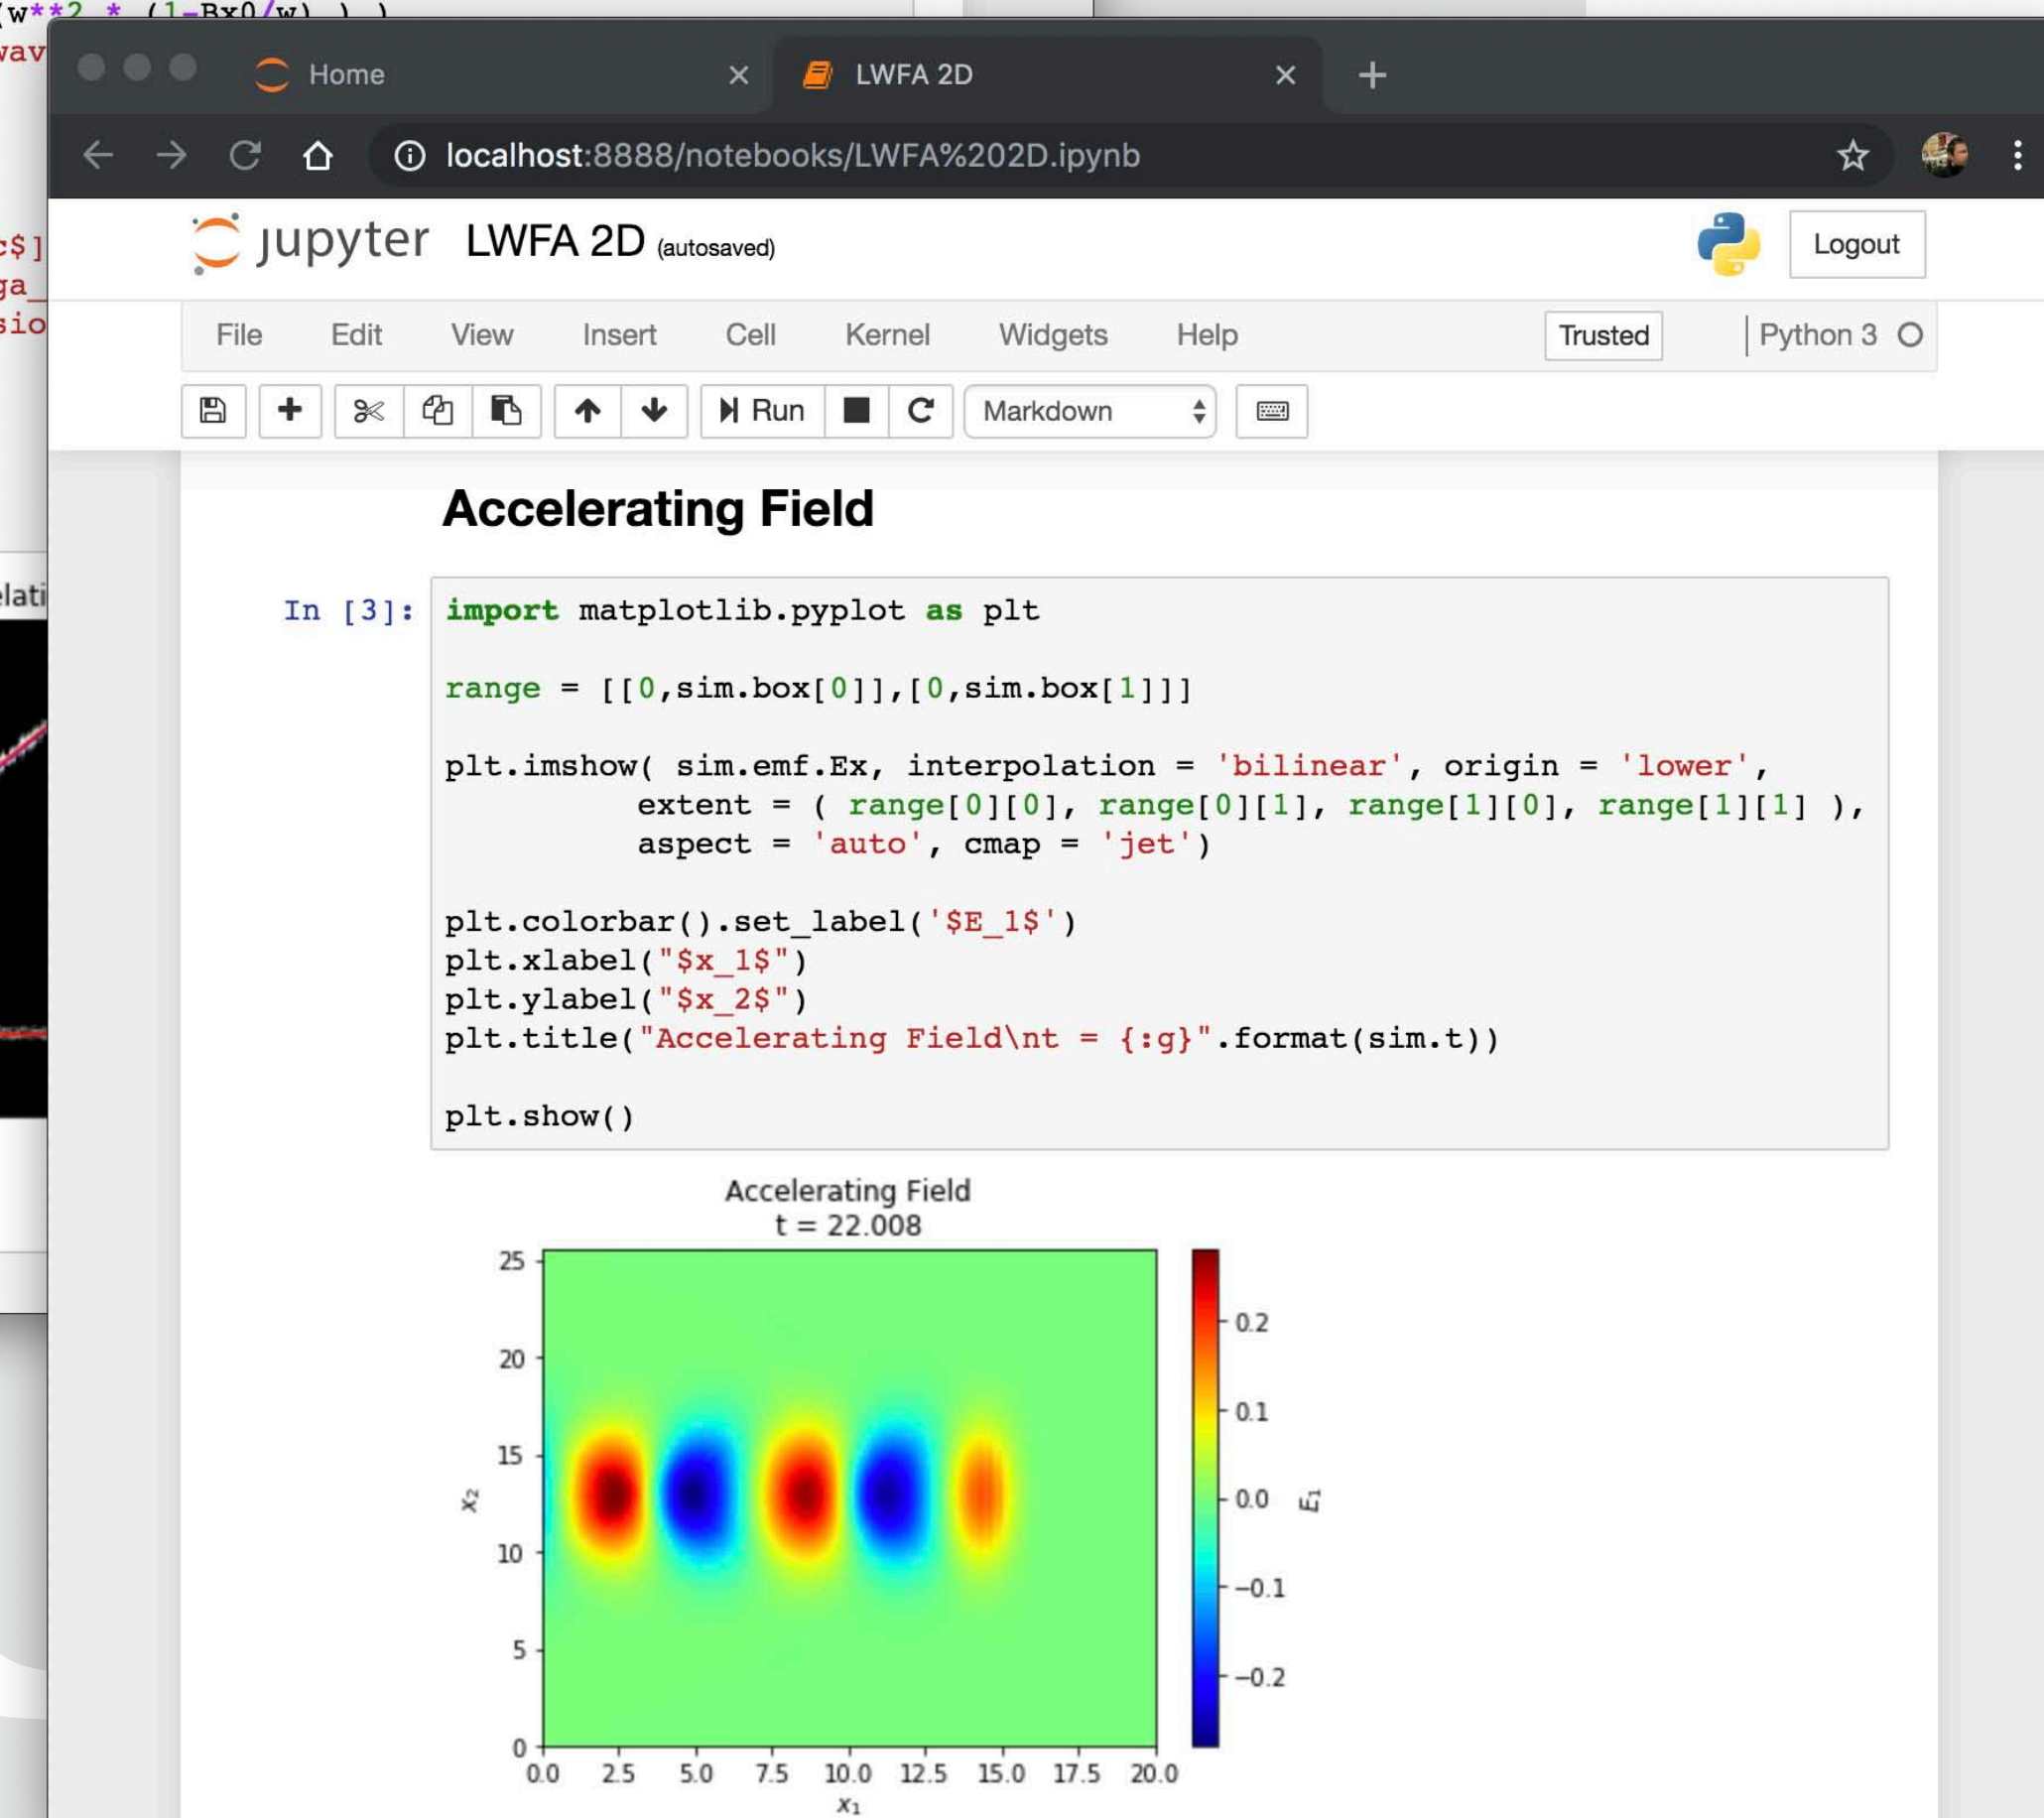 w**2 * (1-Bx0/w) ) )
Home
LWFA 2D
localhost:8888/notebooks/LWFA%202D.ipynb
jupyter LWFA 2D (autosaved)
Logout
File Edit View Insert Cell Kernel Widgets Help
Trusted
Python 3
Run
Markdown
Accelerating Field
In [3]:
import matplotlib.pyplot as plt
range = [[0,sim.box[0]],[0,sim.box[1]]]
plt.imshow( sim.emf.Ex, interpolation = 'bilinear', origin = 'lower',
extent = ( range[0][0], range[0][1], range[1][0], range[1][1] ),
aspect = 'auto', cmap = 'jet')
plt.colorbar().set_label('$E_1$')
plt.xlabel("$x_1$")
plt.ylabel("$x_2$")
plt.title("Accelerating Field\nt = {:g}".format(sim.t))
plt.show()
Accelerating Field
t = 22.008
25
20
15
10
5
0
x₂
0.0 2.5 5.0 7.5 10.0 12.5 15.0 17.5 20.0
x₁
0.2
0.1
0.0
−0.1
−0.2
E₁